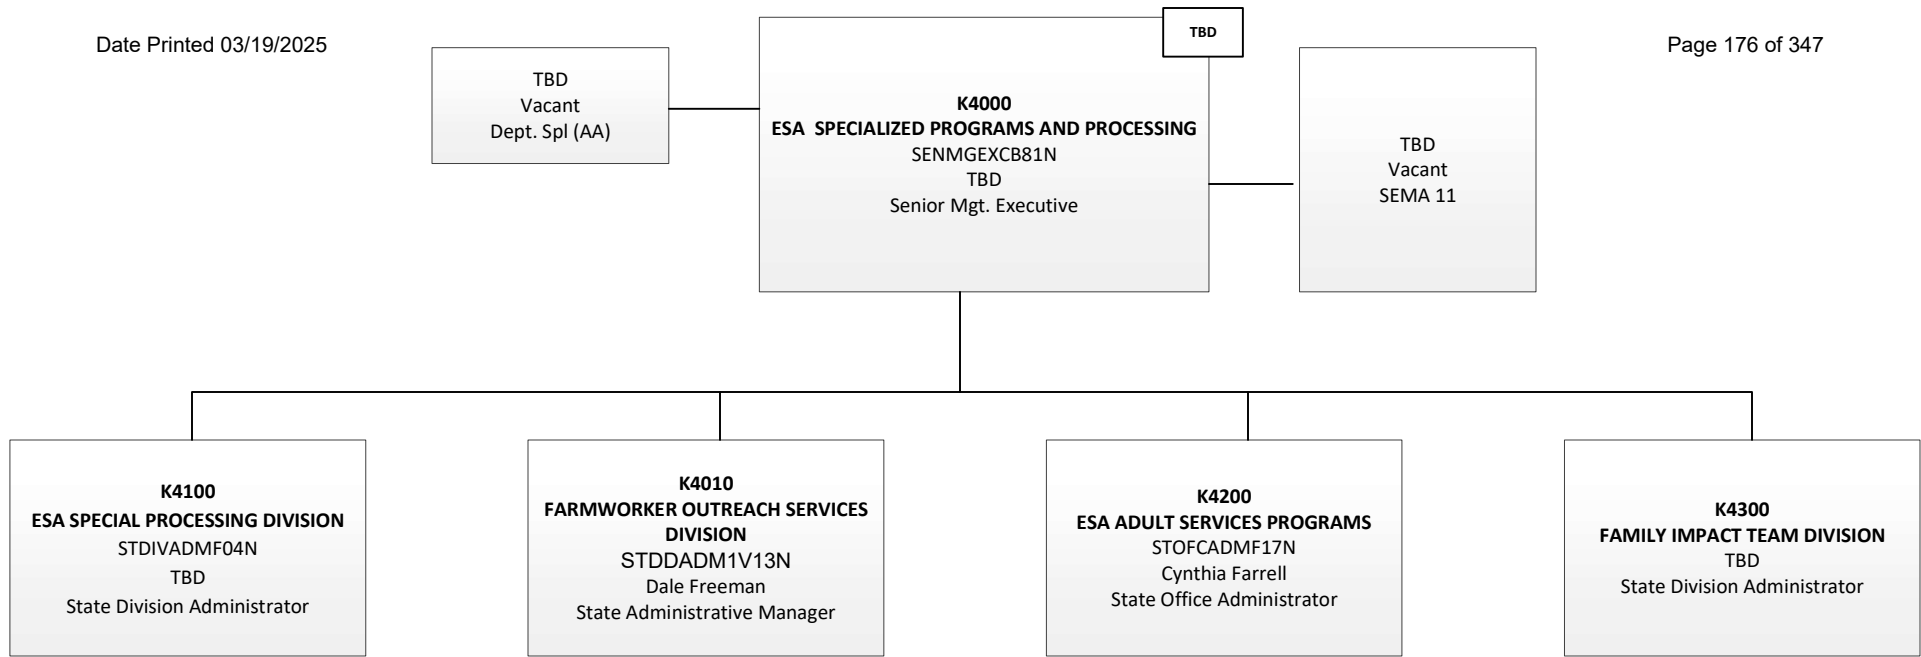 Date Printed 03/19/2025
Page 176 of 347
TBD
TBD
Vacant
Dept. Spl (AA)
K4000
ESA  SPECIALIZED PROGRAMS AND PROCESSING
SENMGEXCB81N
TBD
Senior Mgt. Executive
TBD
Vacant
SEMA 11
K4100
ESA SPECIAL PROCESSING DIVISION
STDIVADMF04N
TBD
State Division Administrator
K4010
FARMWORKER OUTREACH SERVICES
DIVISION
STDDADM1V13N
Dale Freeman
State Administrative Manager
K4200
ESA ADULT SERVICES PROGRAMS
STOFCADMF17N
Cynthia Farrell
State Office Administrator
K4300
FAMILY IMPACT TEAM DIVISION
TBD
State Division Administrator